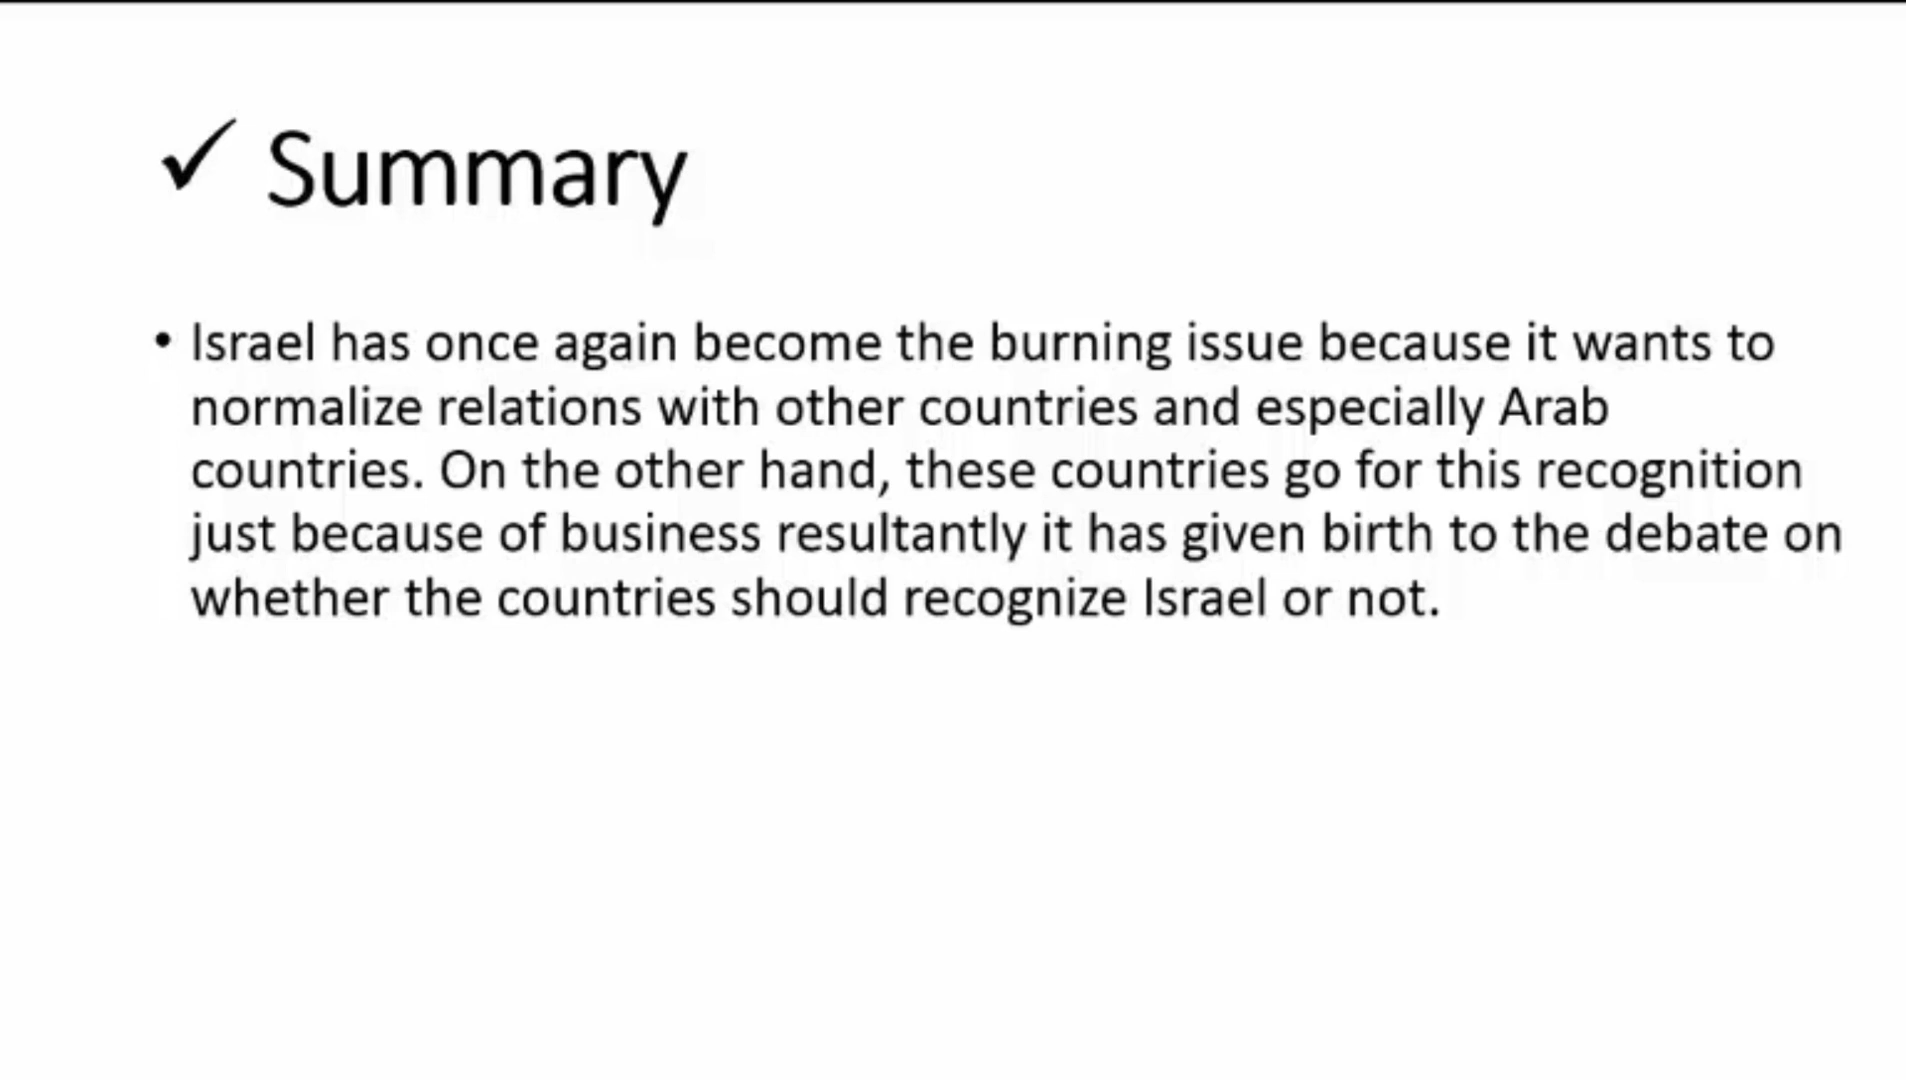 ✓ Summary
• Israel has once again become the burning issue because it wants to
normalize relations with other countries and especially Arab
countries. On the other hand, these countries go for this recognition
just because of business resultantly it has given birth to the debate on
whether the countries should recognize Israel or not.